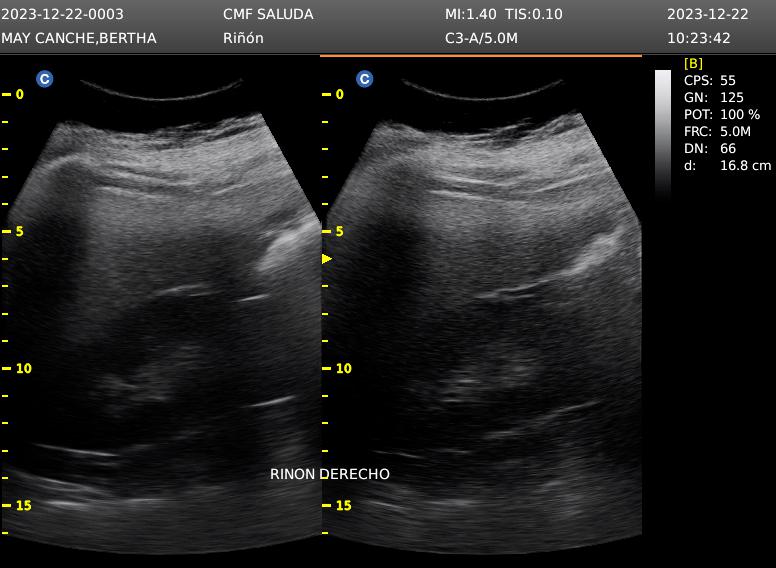 2023-12-22-0003 CMF SALUDA MI:1.40 TIS:0.10 2023-12-22
MAY CANCHE,BERTHA Riñón C3-A/5.0M 10:23:42
[B]
CPS: 55
GN: 125
POT: 100 %
FRC: 5.0M
DN: 66
d: 16.8 cm
C C
0 0
5 5
10 10
RINON DERECHO
15 15